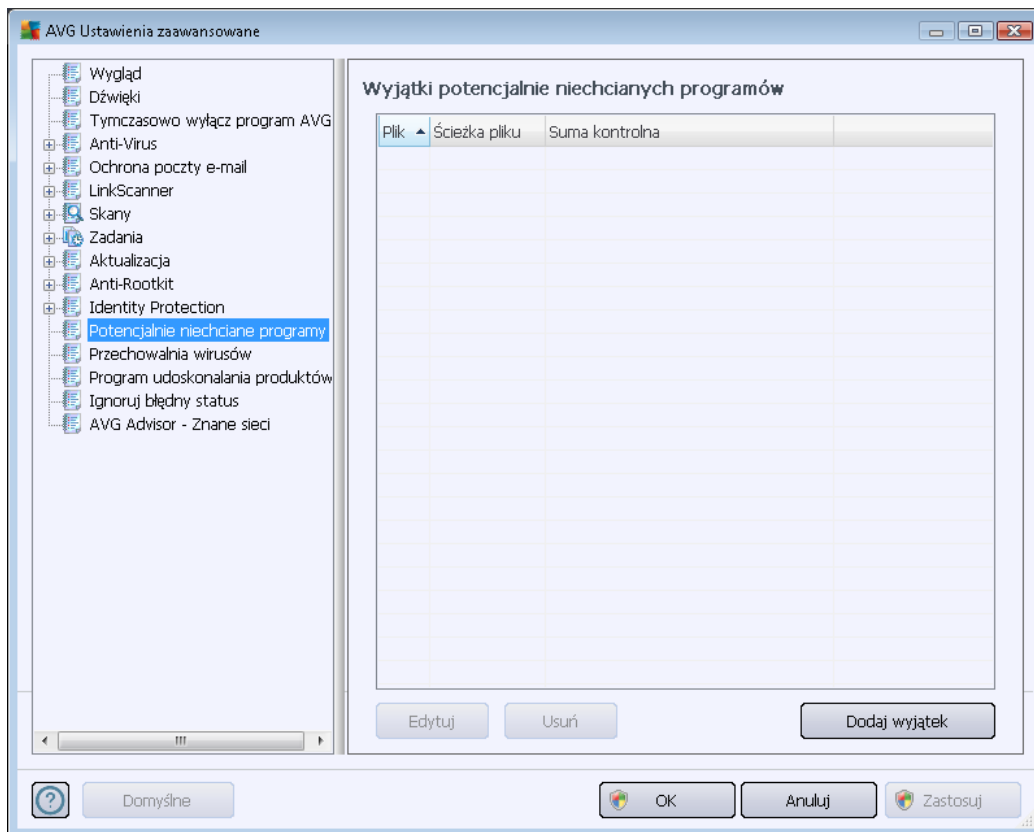 AVG Ustawienia zaawansowane
Wygląd
Dźwięki
Tymczasowo wyłącz program AVG
Anti-Virus
Ochrona poczty e-mail
LinkScanner
Skany
Zadania
Aktualizacja
Anti-Rootkit
Identity Protection
Potencjalnie niechciane programy
Przechowalnia wirusów
Program udoskonalania produktów
Ignoruj błędny status
AVG Advisor - Znane sieci
Wyjątki potencjalnie niechcianych programów
Plik Ścieżka pliku Suma kontrolna
Edytuj Usuń Dodaj wyjątek
Domyślne OK Anuluj Zastosuj